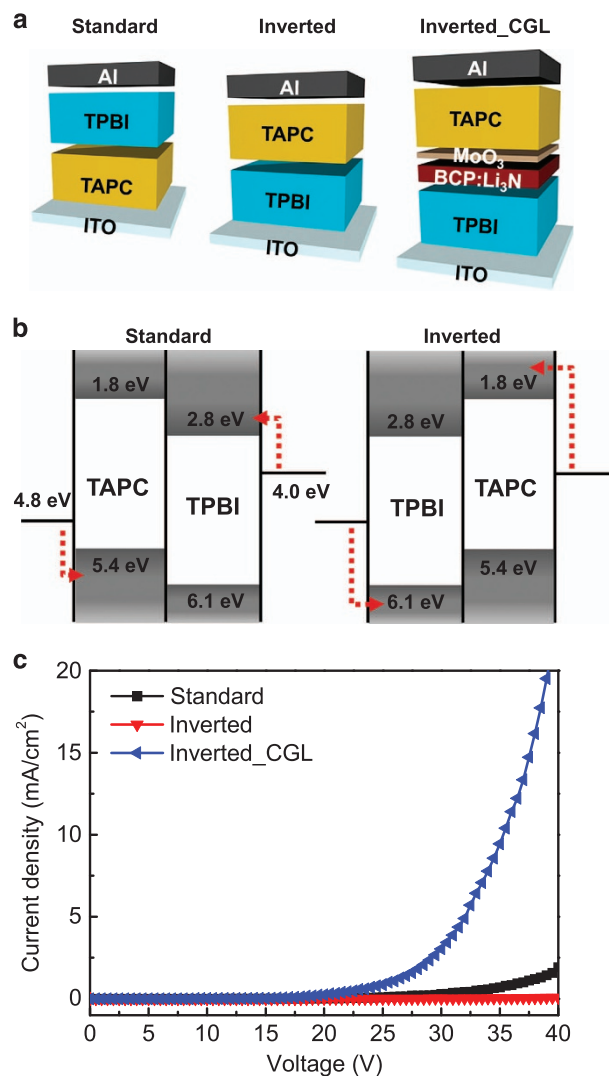 a
Standard Inverted Inverted_CGL
Al
TPBI
TAPC
ITO
Al
TAPC
TPBI
ITO
Al
TAPC
MoO₃
BCP:Li₃N
TPBI
ITO
b
Standard Inverted
1.8 eV 2.8 eV 2.8 eV 1.8 eV
4.8 eV TAPC TPBI 4.0 eV TPBI TAPC
5.4 eV 6.1 eV 6.1 eV 5.4 eV
c
Current density (mA/cm²)
20
15
10
5
0
Standard
Inverted
Inverted_CGL
0 5 10 15 20 25 30 35 40
Voltage (V)